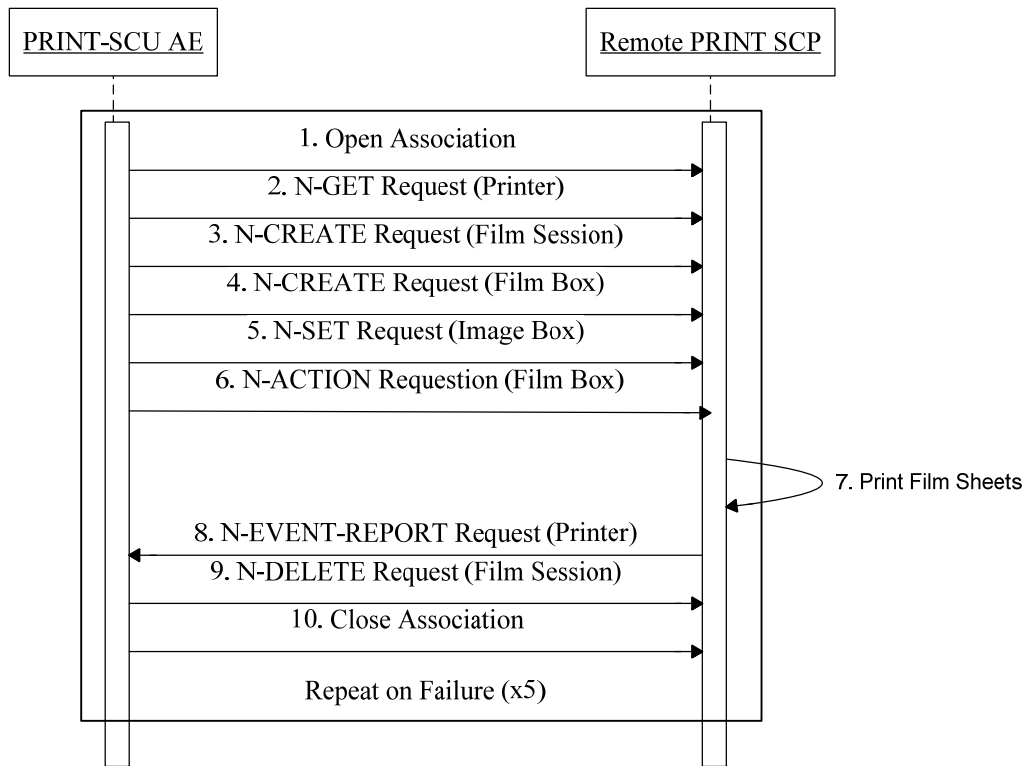 PRINT-SCU AE
Remote PRINT SCP
1. Open Association
2. N-GET Request (Printer)
3. N-CREATE Request (Film Session)
4. N-CREATE Request (Film Box)
5. N-SET Request (Image Box)
6. N-ACTION Requestion (Film Box)
7. Print Film Sheets
8. N-EVENT-REPORT Request (Printer)
9. N-DELETE Request (Film Session)
10. Close Association
Repeat on Failure (x5)